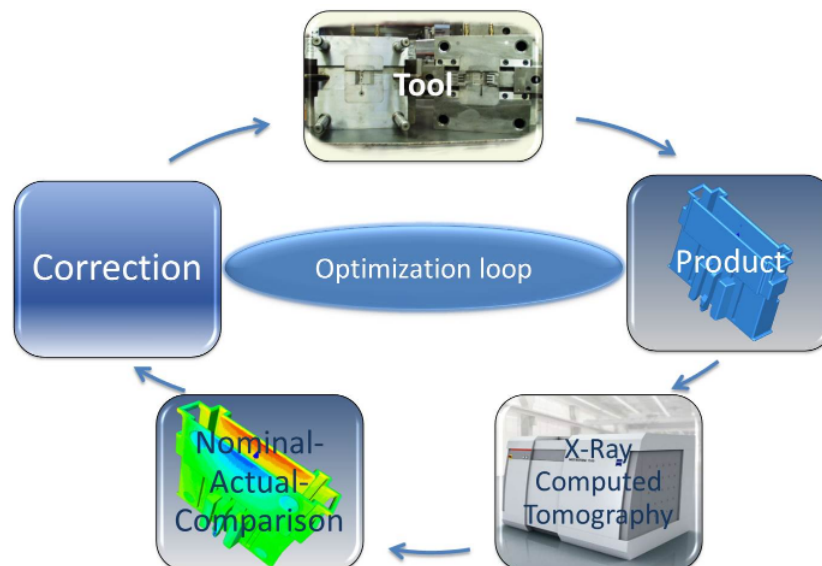 Tool
Correction
Optimization loop
Product
Nominal-
Actual-
Comparison
X-Ray
Computed
Tomography